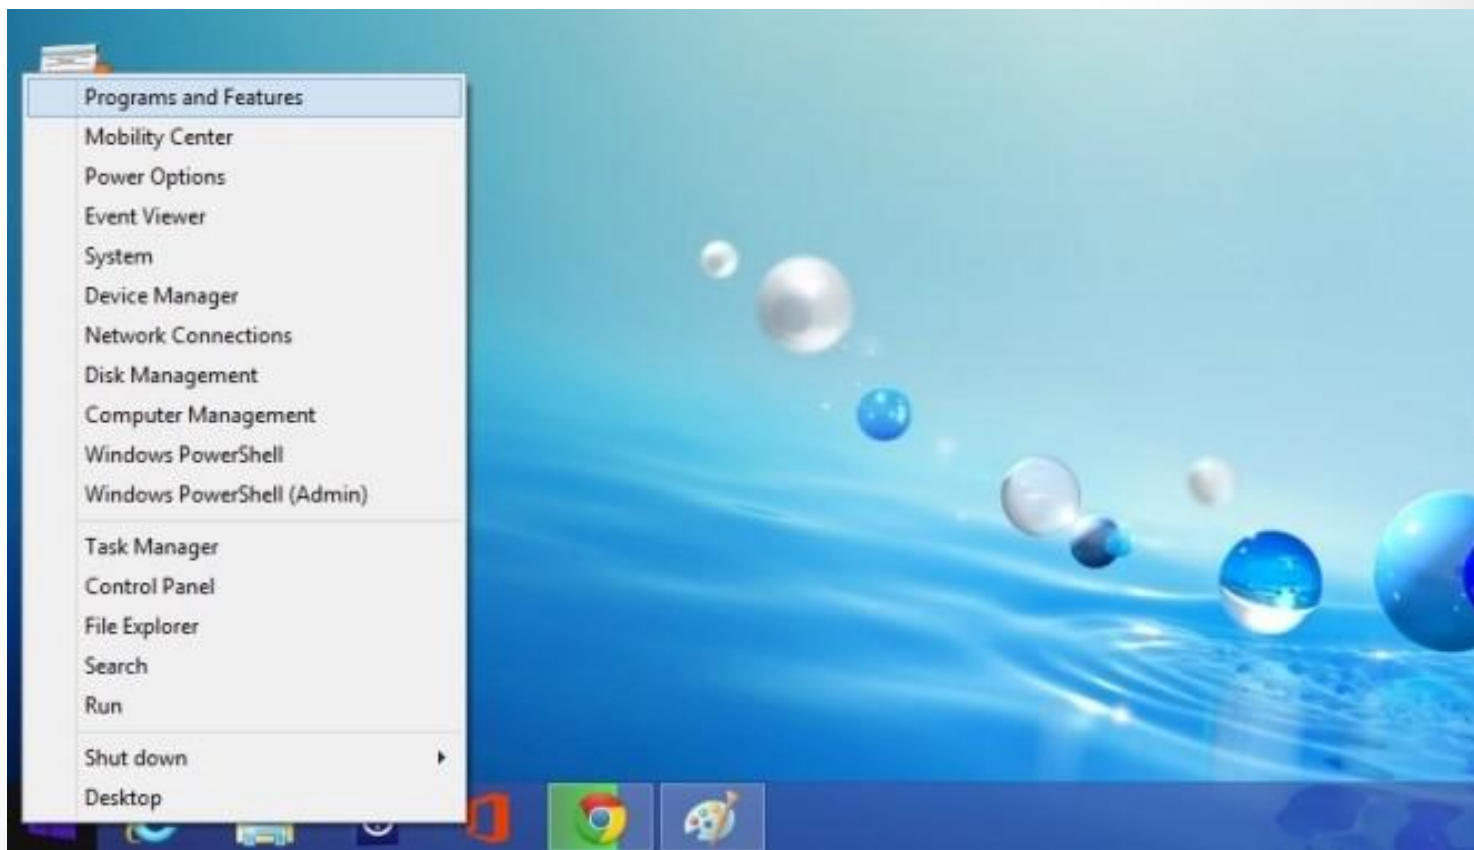 Programs and Features
Mobility Center
Power Options
Event Viewer
System
Device Manager
Network Connections
Disk Management
Computer Management
Windows PowerShell
Windows PowerShell (Admin)
Task Manager
Control Panel
File Explorer
Search
Run
Shut down
Desktop